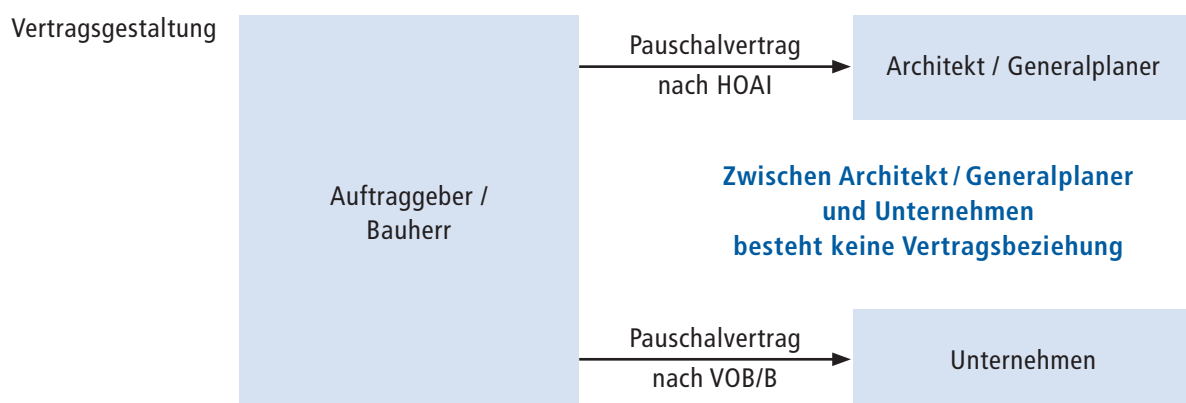 Vertragsgestaltung
Pauschalvertrag
nach HOAI
Architekt / Generalplaner
Auftraggeber /
Bauherr
Zwischen Architekt / Generalplaner
und Unternehmen
besteht keine Vertragsbeziehung
Pauschalvertrag
nach VOB/B
Unternehmen